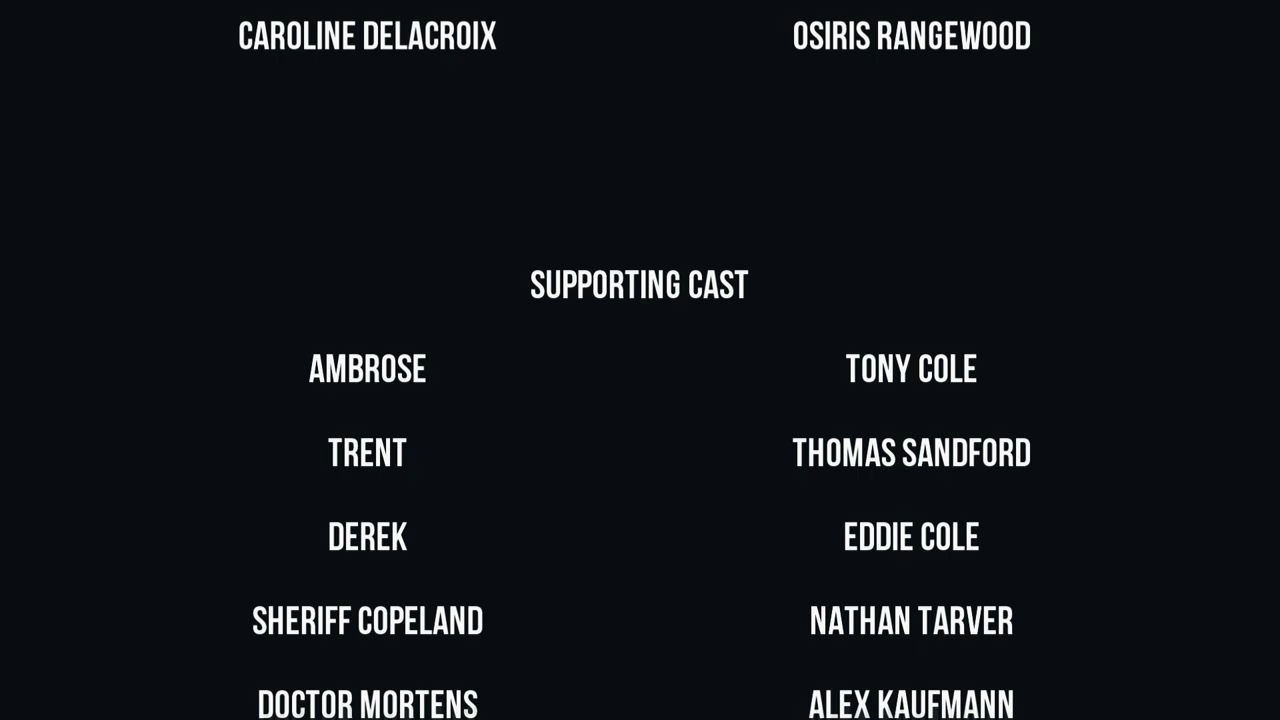 CAROLINE DELACROIX OSIRIS RANGEWOOD
SUPPORTING CAST
AMBROSE TONY COLE
TRENT THOMAS SANDFORD
DEREK EDDIE COLE
SHERIFF COPELAND NATHAN TARVER
DOCTOR MORTENS ALEX KAUFMANN